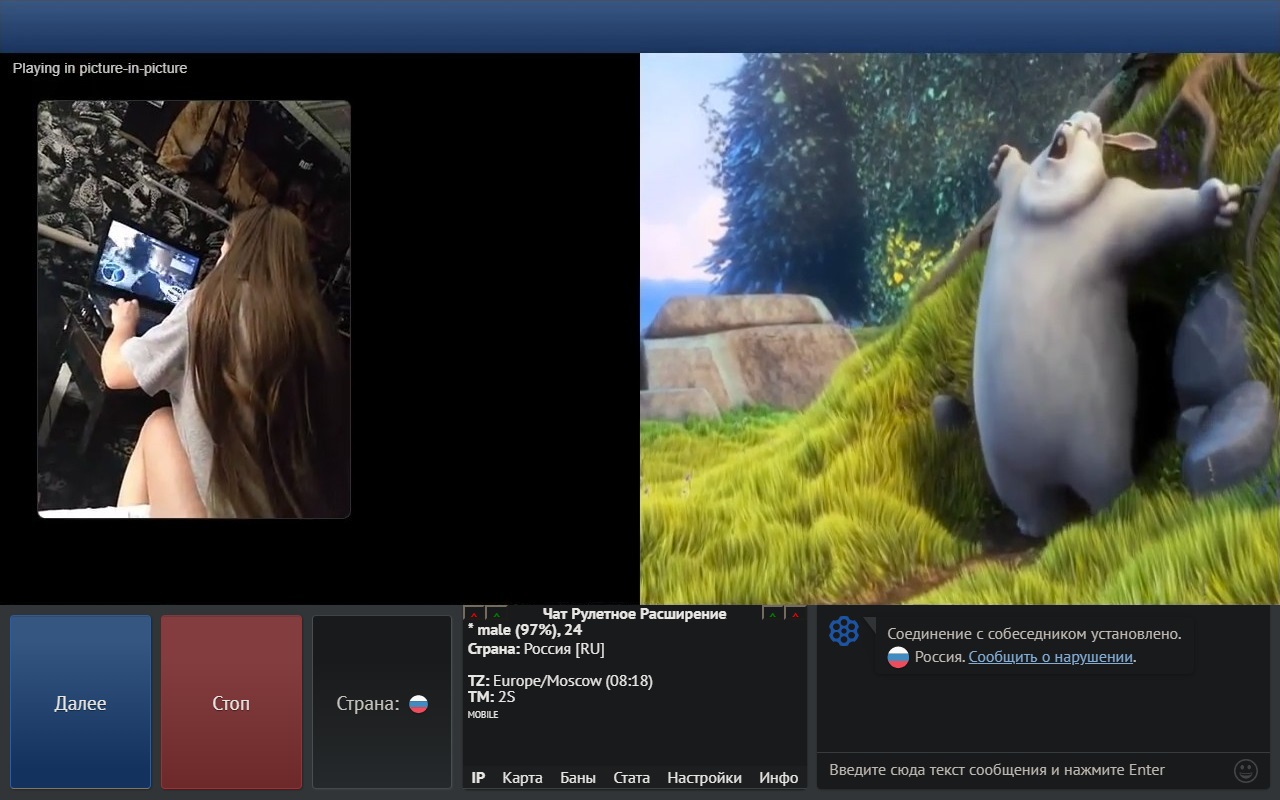 Playing in picture-in-picture
Далее
Стоп
Страна:
Чат Рулетное Расширение
* male (97%), 24
Страна: Россия [RU]
TZ: Europe/Moscow (08:18)
TM: 2S
MOBILE
IP Карта Баны Стата Настройки Инфо
Соединение с собеседником установлено.
Россия. Сообщить о нарушении.
Введите сюда текст сообщения и нажмите Enter